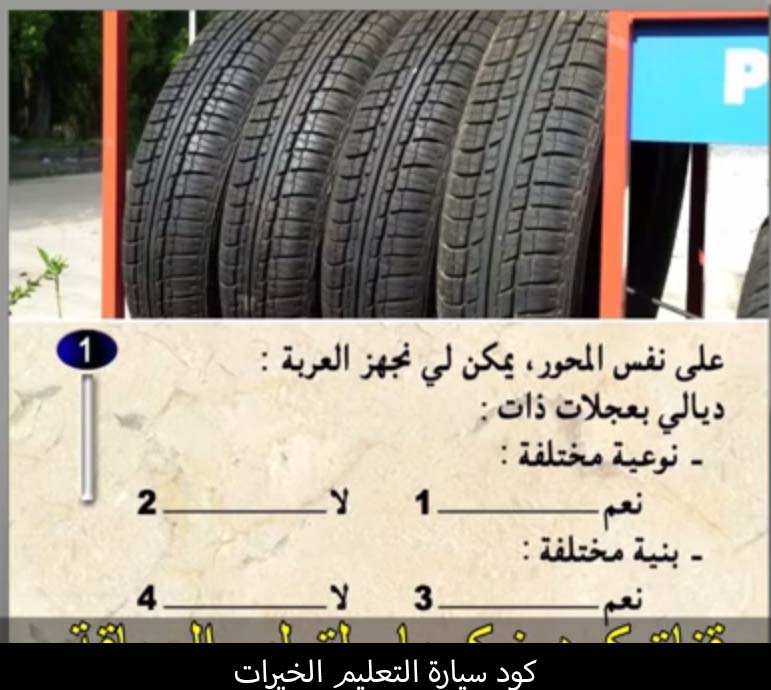 P
1
على نفس المحور، يمكن لي نجهز العربة :
ديالي بعجلات ذات :
- نوعية مختلفة :
نعم 1 لا 2
- بنية مختلفة :
نعم 3 لا 4
كود سيارة التعليم الخيرات